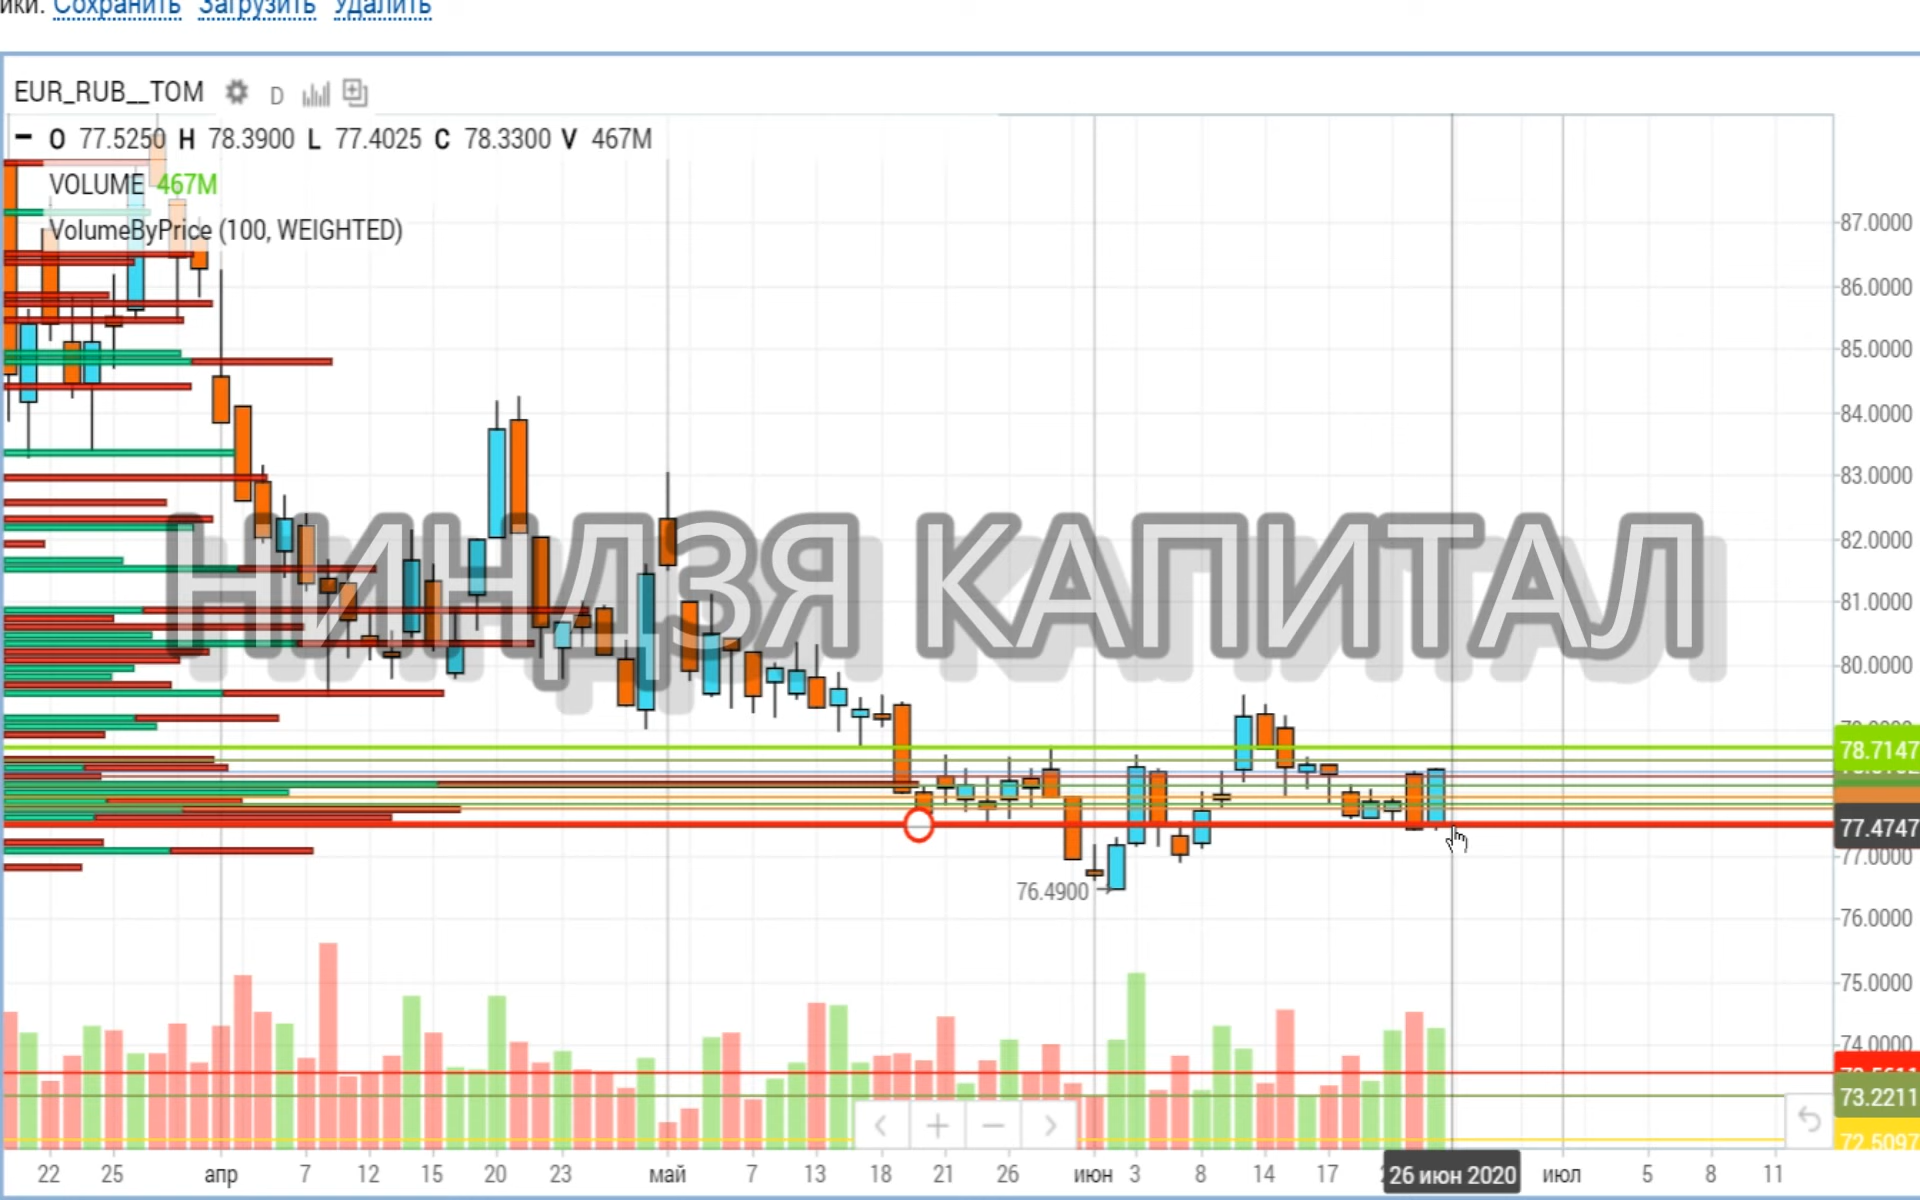 ики. Сохранить Загрузить Удалить
EUR_RUB__TOM D
O 77.5250 H 78.3900 L 77.4025 C 78.3300 V 467M
VOLUME 467M
VolumeByPrice (100, WEIGHTED)
87.0000
86.0000
85.0000
84.0000
83.0000
82.0000
НИНДЗЯ КАПИТАЛ
81.0000
80.0000
78.7147
77.4747
77.0000
76.4900
76.0000
75.0000
74.0000
73.2211
72.5097
22 25 апр 7 12 15 20 23 май 7 13 18 21 26 июн 3 8 14 17 26 июн 2020 июл 5 8 11